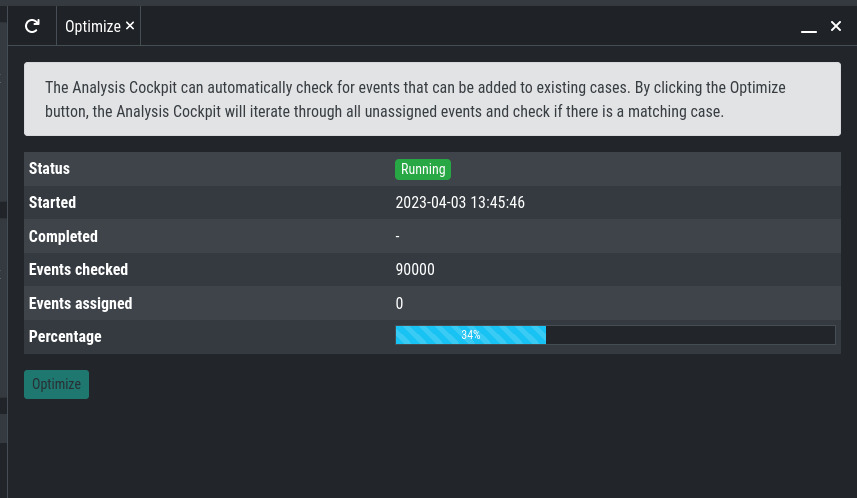 Optimize ×
The Analysis Cockpit can automatically check for events that can be added to existing cases. By clicking the Optimize
button, the Analysis Cockpit will iterate through all unassigned events and check if there is a matching case.
Status Running
Started 2023-04-03 13:45:46
Completed -
Events checked 90000
Events assigned 0
Percentage 34%
Optimize